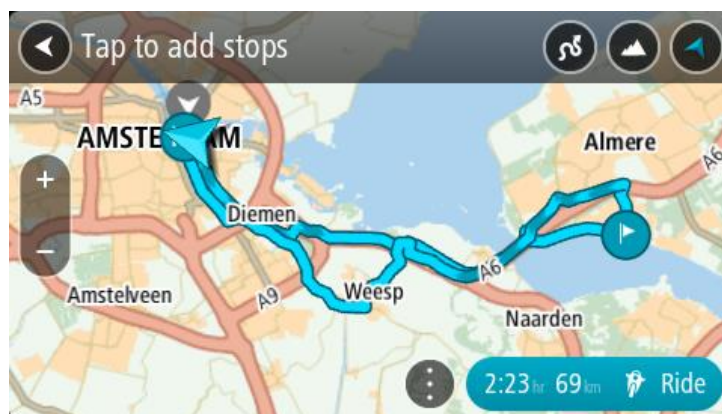 Tap to add stops
A5
AMSTE AM
Almere
A6
+
Diemen
−
A6
Weesp
Amstelveen
A9
Naarden
2:23 hr 69 km Ride